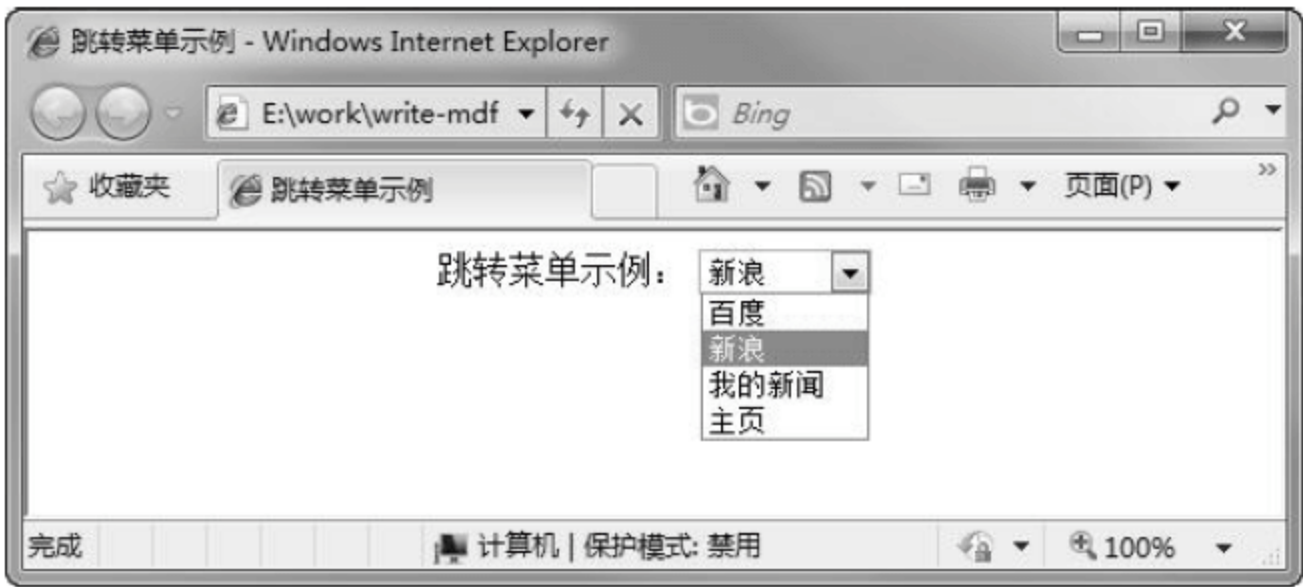 跳转菜单示例 - Windows Internet Explorer
E:\work\write-mdf
Bing
收藏夹
跳转菜单示例
页面(P)
跳转菜单示例：
新浪
百度
新浪
我的新闻
主页
完成
计算机 | 保护模式: 禁用
100%